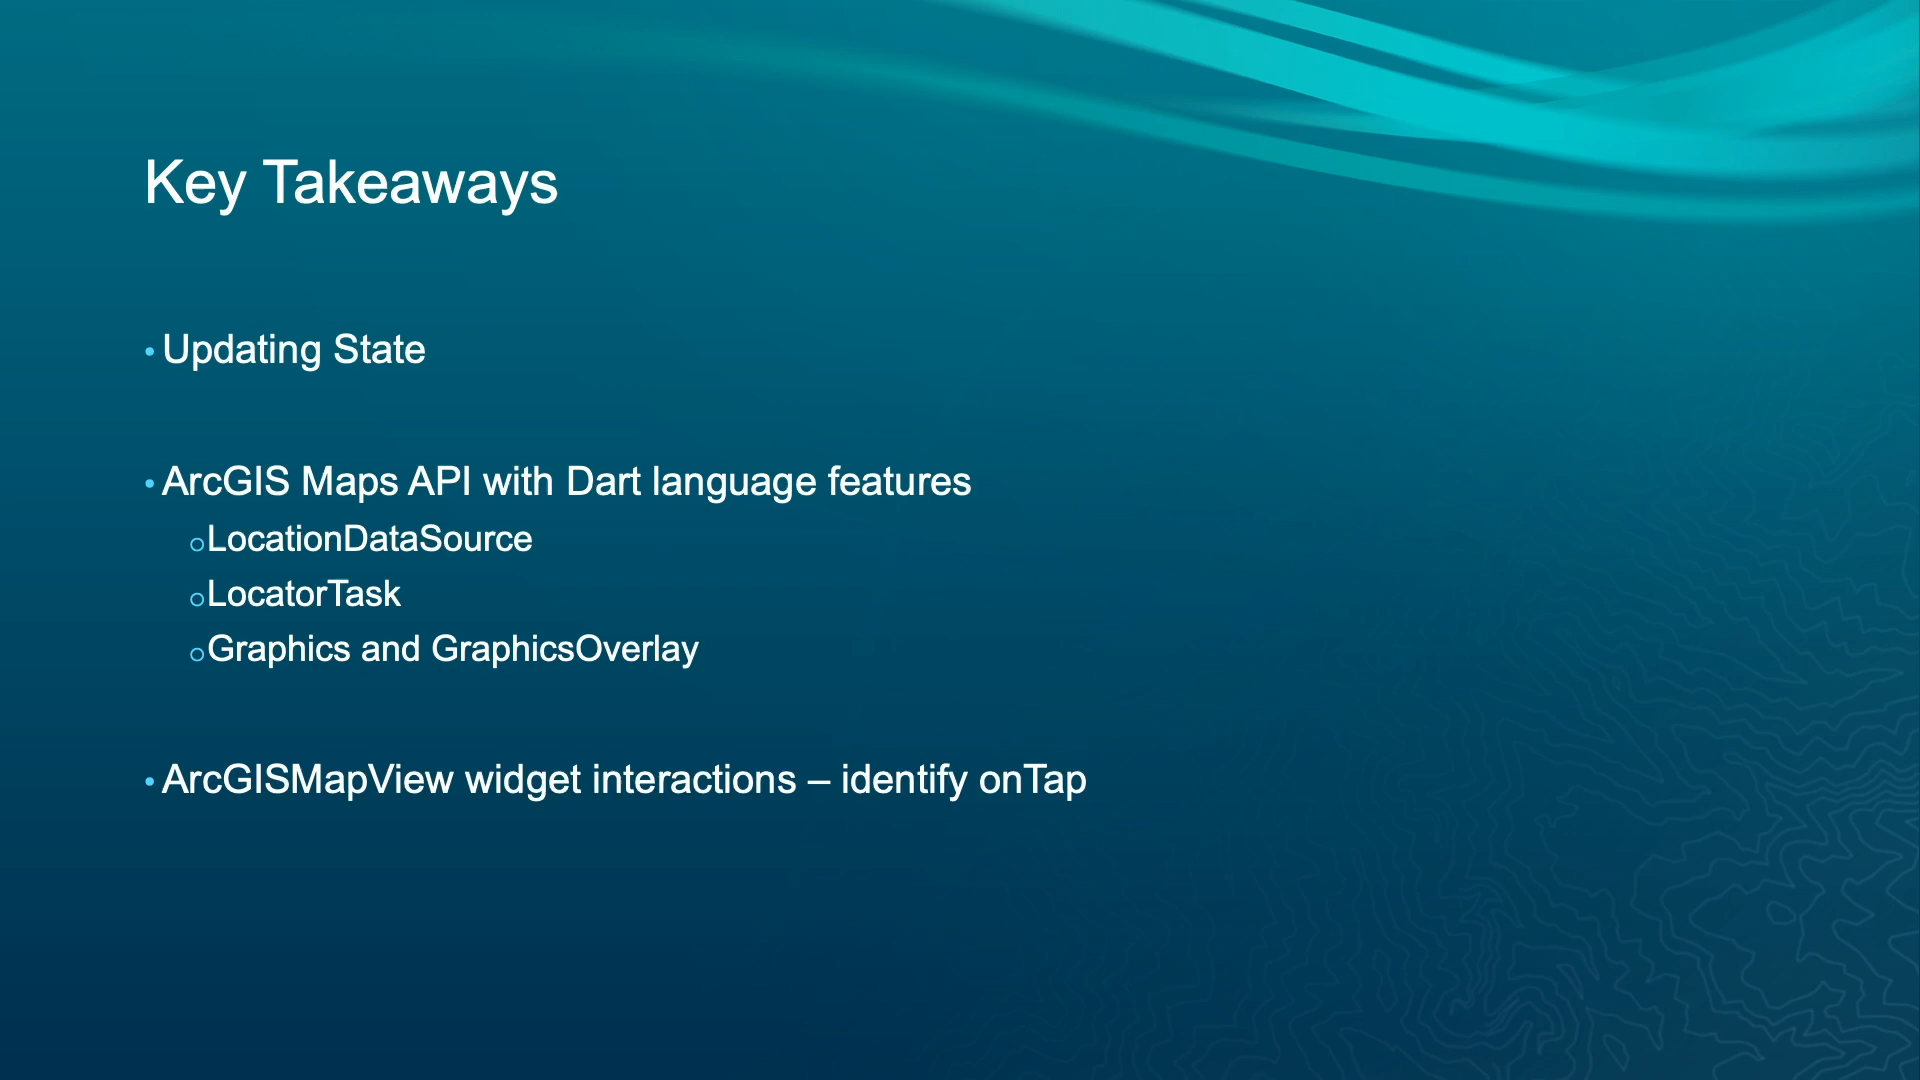 Key Takeaways
• Updating State
• ArcGIS Maps API with Dart language features
○ LocationDataSource
○ LocatorTask
○ Graphics and GraphicsOverlay
• ArcGISMapView widget interactions – identify onTap